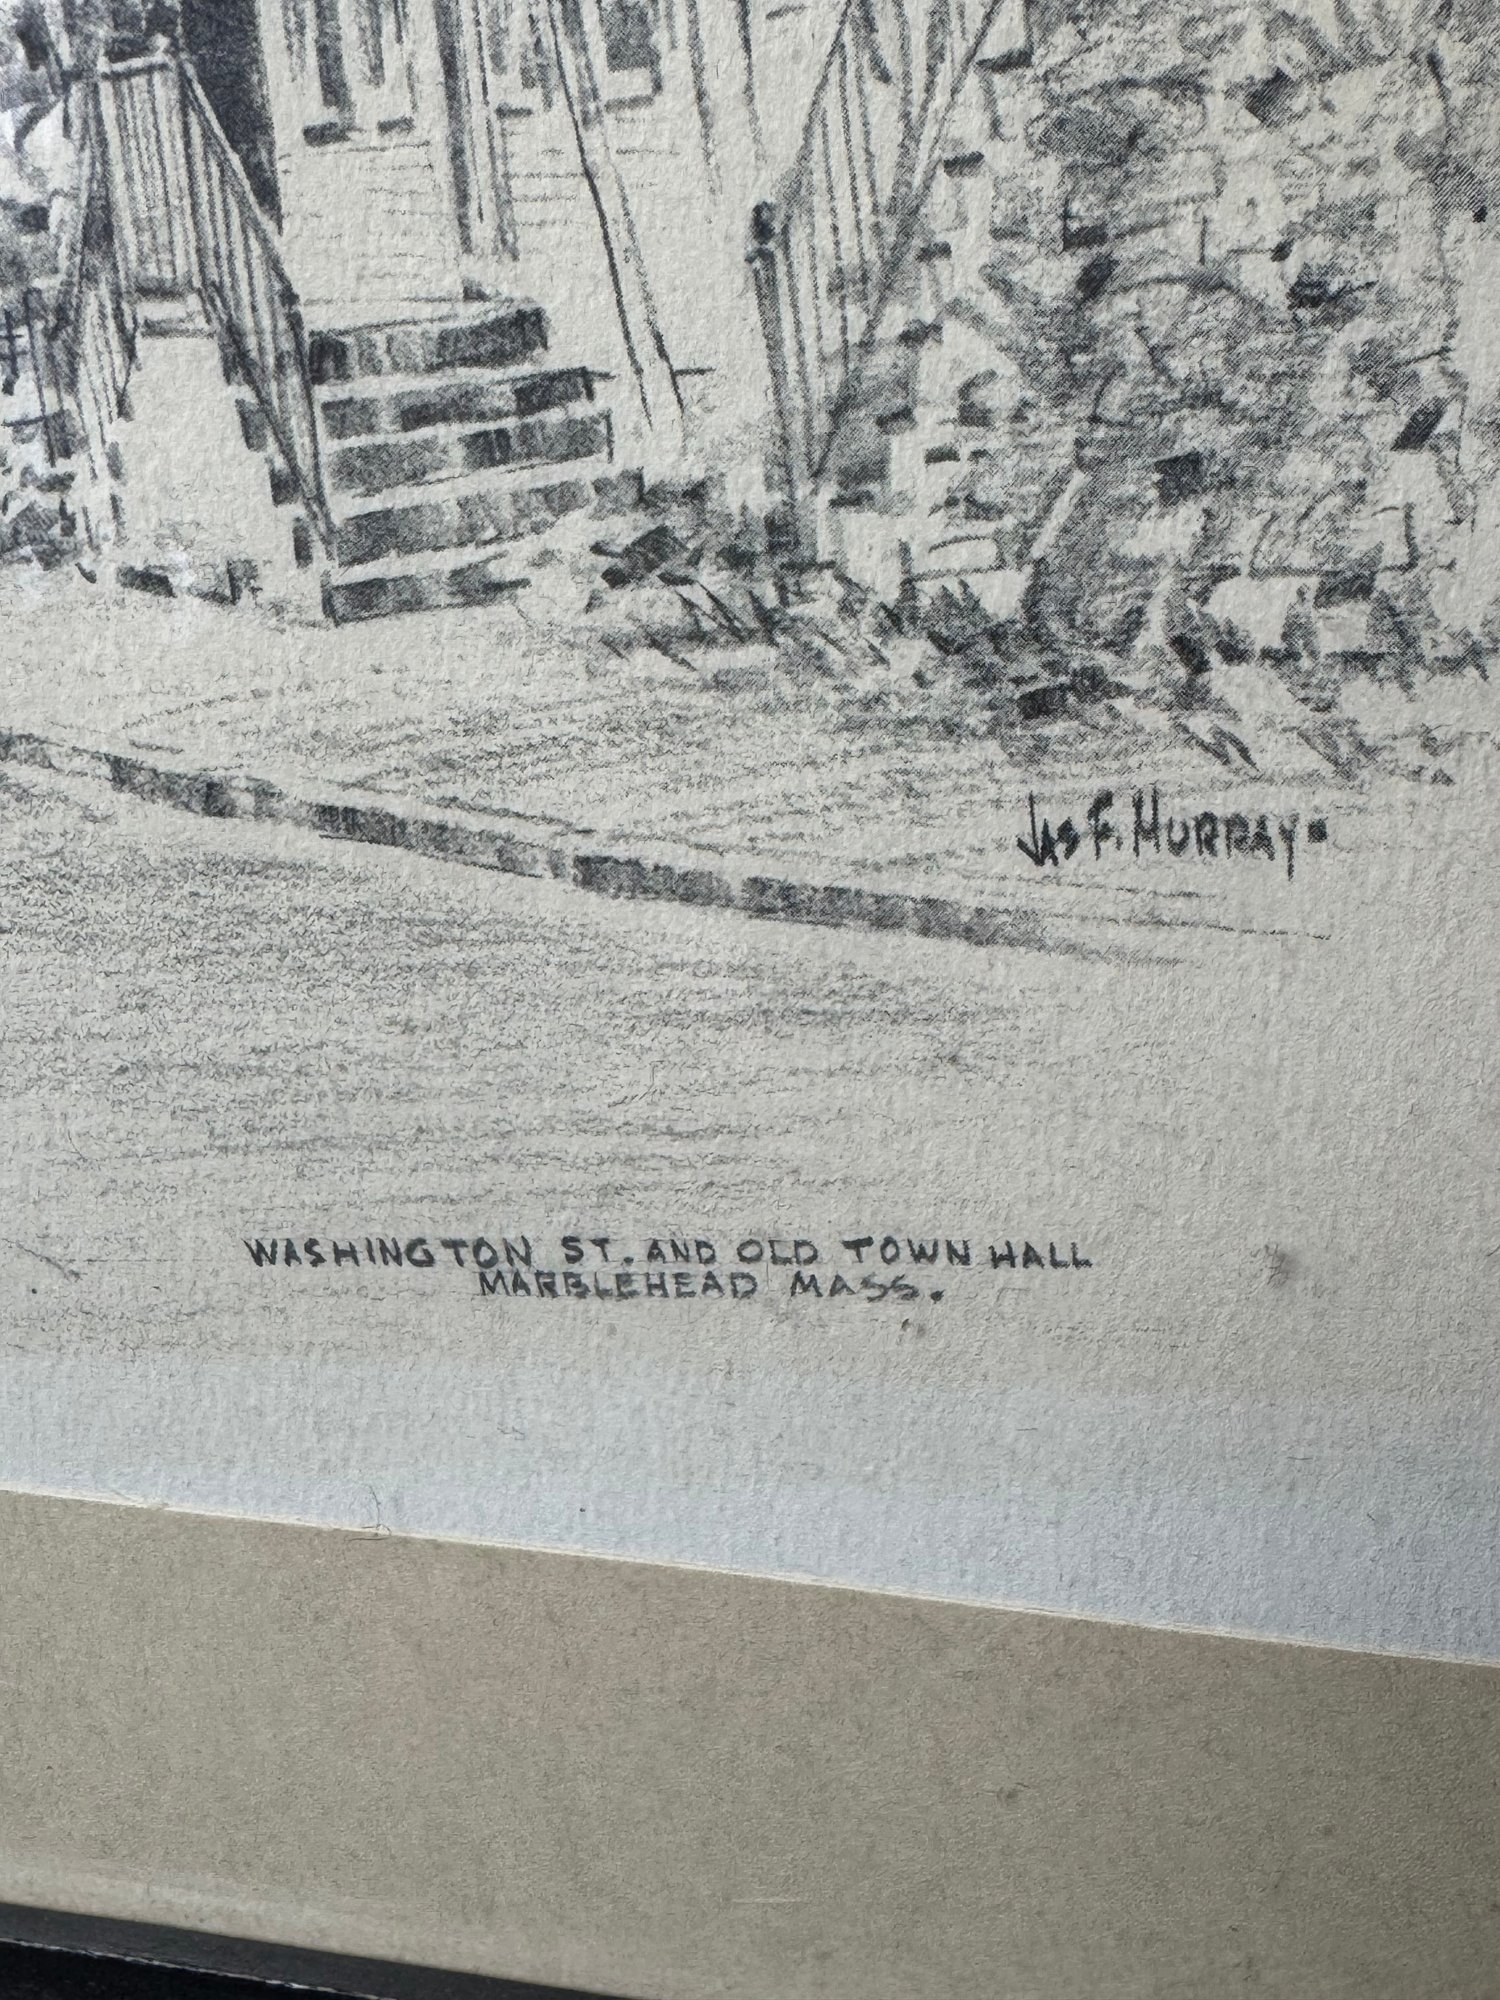 Jas F. Murray.
WASHINGTON ST. AND OLD TOWN HALL
MARBLEHEAD MASS.